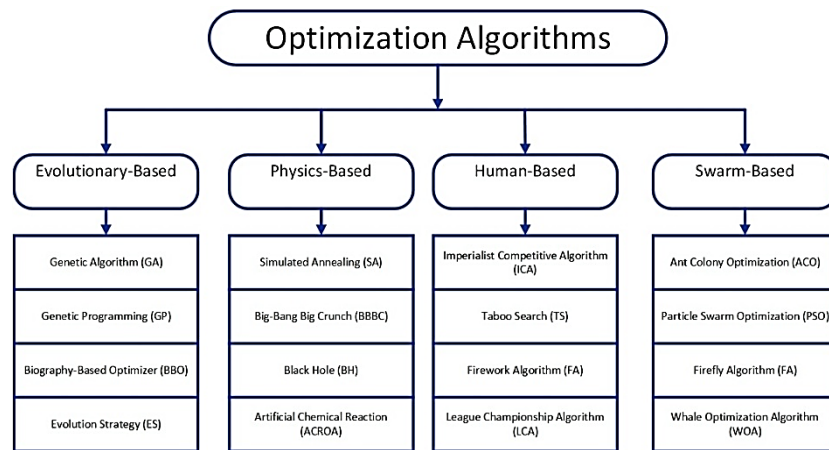 Optimization Algorithms
Evolutionary-Based
Physics-Based
Human-Based
Swarm-Based
Genetic Algorithm (GA)
Simulated Annealing (SA)
Imperialist Competitive Algorithm
(ICA)
Ant Colony Optimization (ACO)
Genetic Programming (GP)
Big-Bang Big Crunch (BBBC)
Taboo Search (TS)
Particle Swarm Optimization (PSO)
Biography-Based Optimizer (BBO)
Black Hole (BH)
Firework Algorithm (FA)
Firefly Algorithm (FA)
Evolution Strategy (ES)
Artificial Chemical Reaction
(ACROA)
League Championship Algorithm
(LCA)
Whale Optimization Algorithm
(WOA)